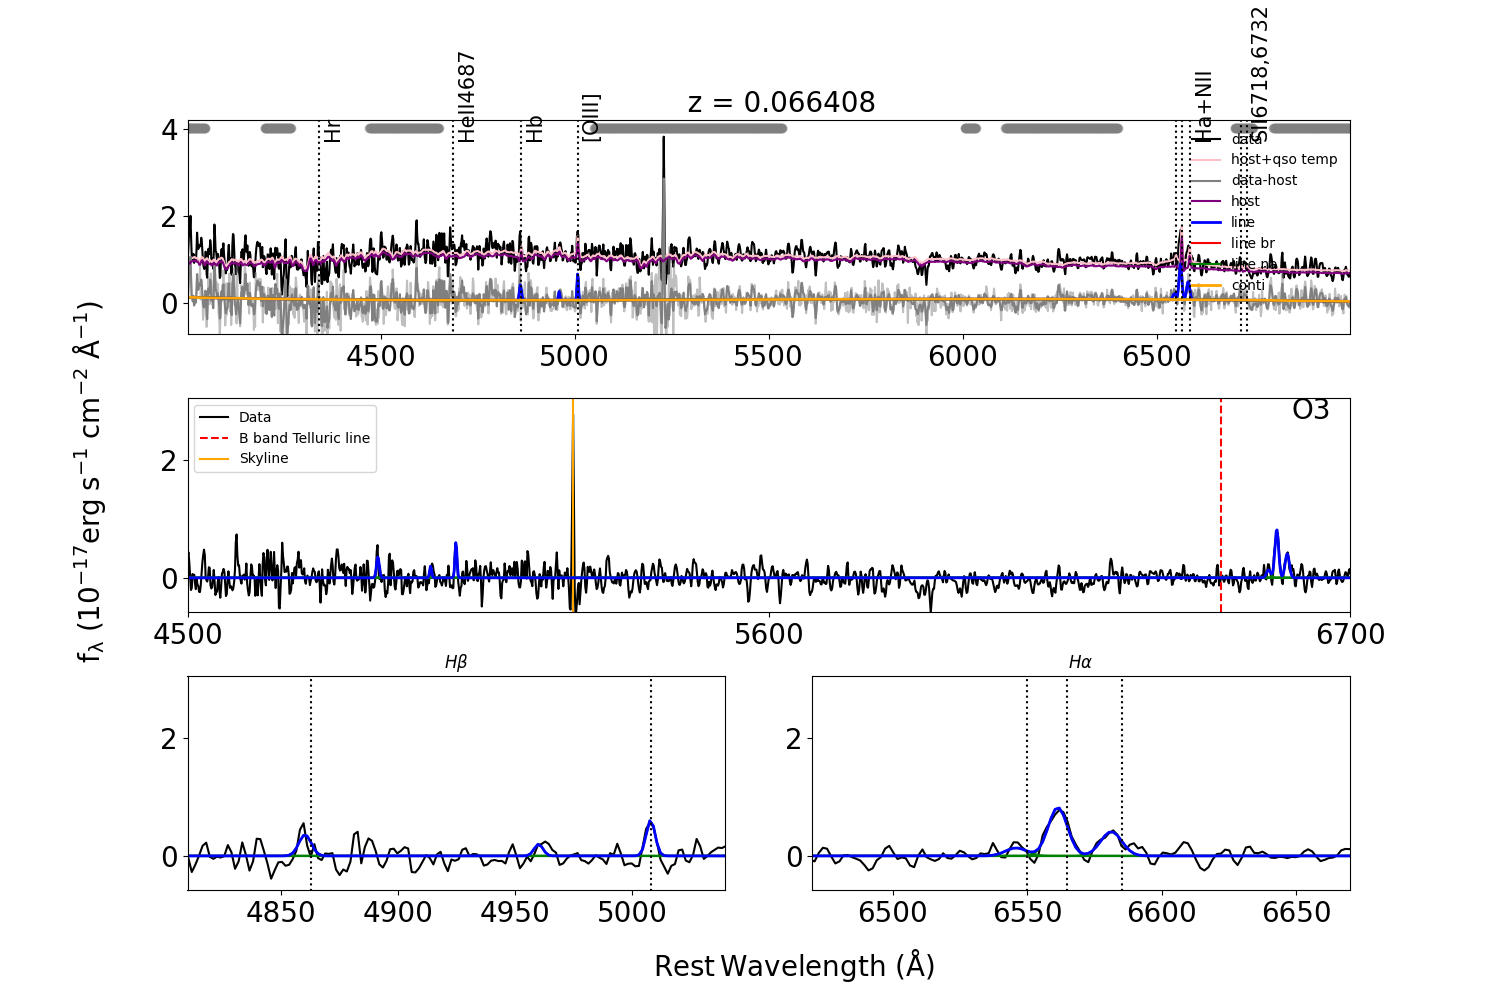 z = 0.066408
Hr
HeII4687
Hb
[OIII]
Ha+NII
SII6718,6732
4
2
0
data
host+qso temp
data-host
host
line
line br
line na
conti
4500 5000 5500 6000 6500
fλ (10⁻¹⁷erg s⁻¹ cm⁻² Å⁻¹)
Data
B band Telluric line
Skyline
O3
2
0
4500 5600 6700
Hβ
2
0
4850 4900 4950 5000
Hα
2
0
6500 6550 6600 6650
Rest Wavelength (Å)